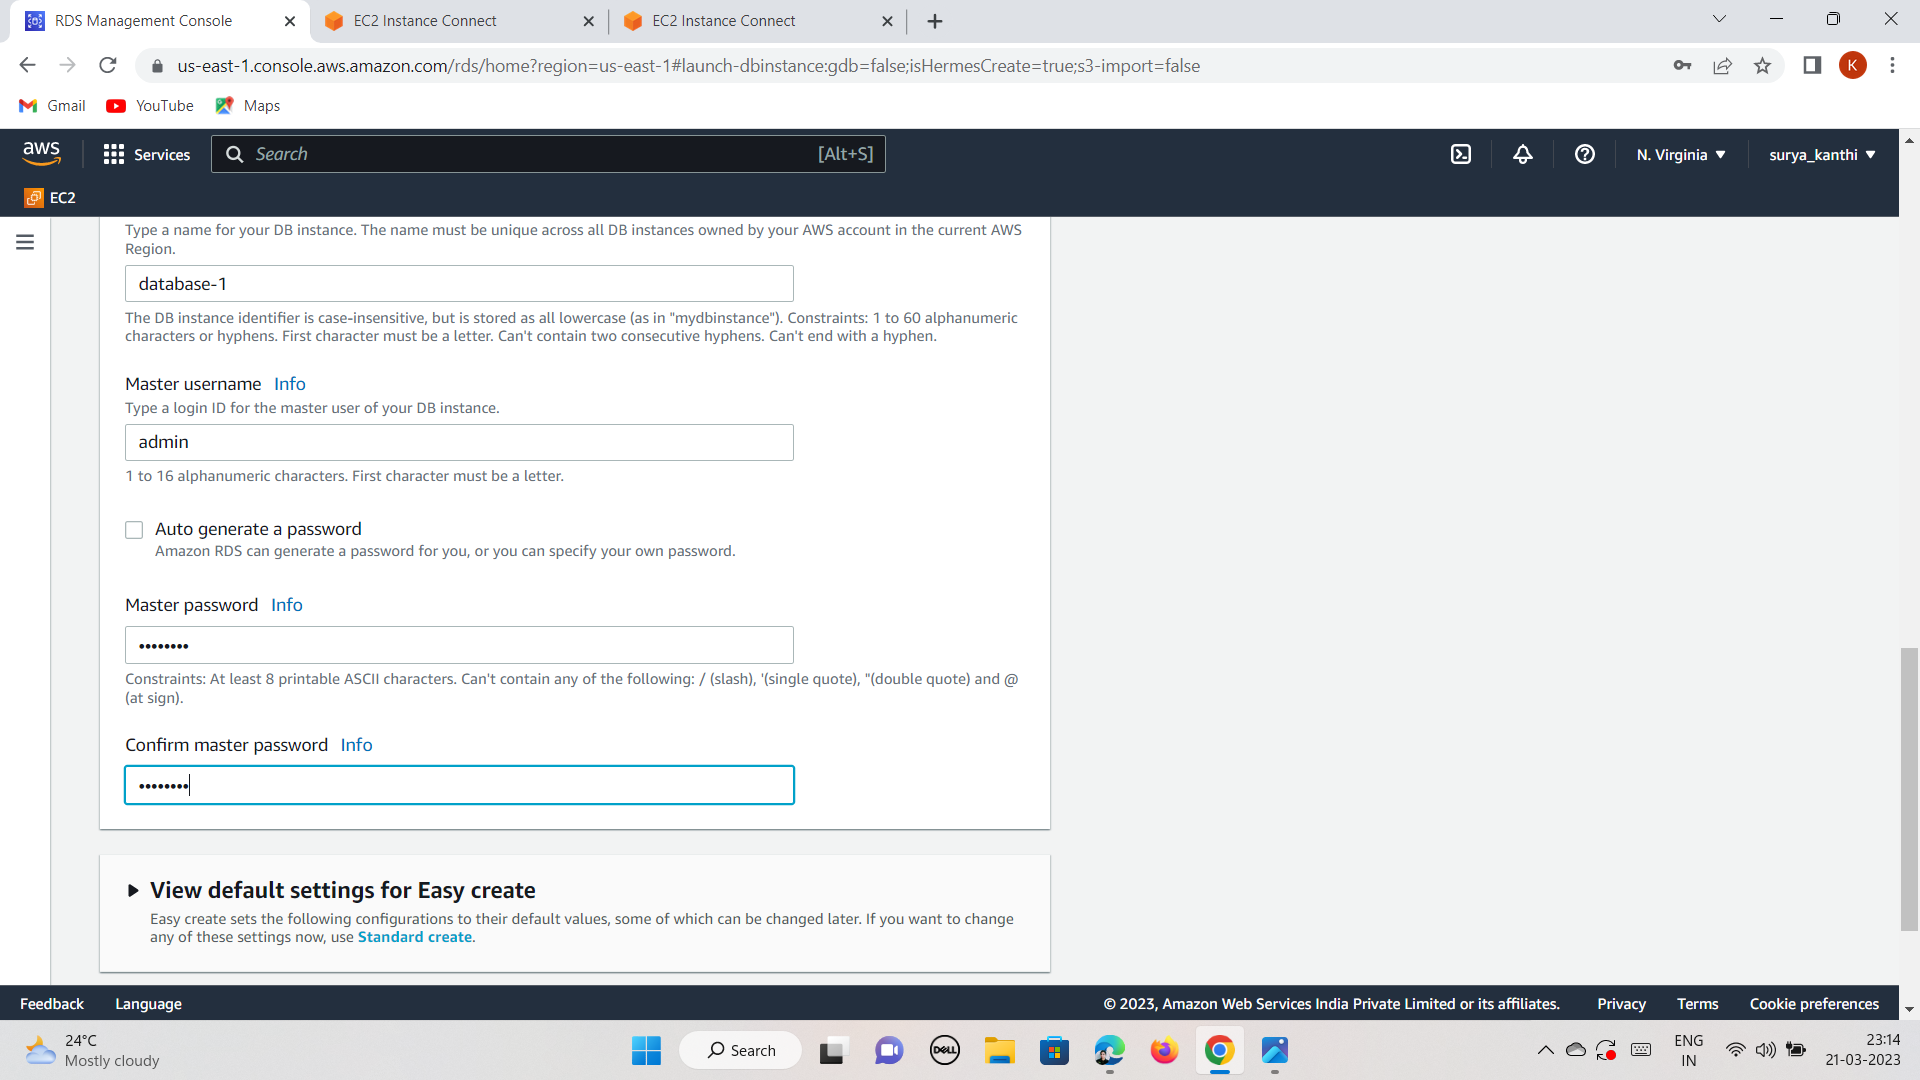 RDS Management Console
EC2 Instance Connect
EC2 Instance Connect
us-east-1.console.aws.amazon.com/rds/home?region=us-east-1#launch-dbinstance:gdb=false;isHermesCreate=true;s3-import=false
K
Gmail
YouTube
Maps
aws
Services
Search
[Alt+S]
N. Virginia
surya_kanthi
EC2
Type a name for your DB instance. The name must be unique across all DB instances owned by your AWS account in the current AWS
Region.
database-1
The DB instance identifier is case-insensitive, but is stored as all lowercase (as in "mydbinstance"). Constraints: 1 to 60 alphanumeric
characters or hyphens. First character must be a letter. Can't contain two consecutive hyphens. Can't end with a hyphen.
Master username Info
Type a login ID for the master user of your DB instance.
admin
1 to 16 alphanumeric characters. First character must be a letter.
Auto generate a password
Amazon RDS can generate a password for you, or you can specify your own password.
Master password Info
••••••••
Constraints: At least 8 printable ASCII characters. Can't contain any of the following: / (slash), '(single quote), "(double quote) and @
(at sign).
Confirm master password Info
••••••••
View default settings for Easy create
Easy create sets the following configurations to their default values, some of which can be changed later. If you want to change
any of these settings now, use Standard create.
Feedback
Language
© 2023, Amazon Web Services India Private Limited or its affiliates.
Privacy
Terms
Cookie preferences
24°C
Mostly cloudy
Search
DELL
ENG
IN
23:14
21-03-2023